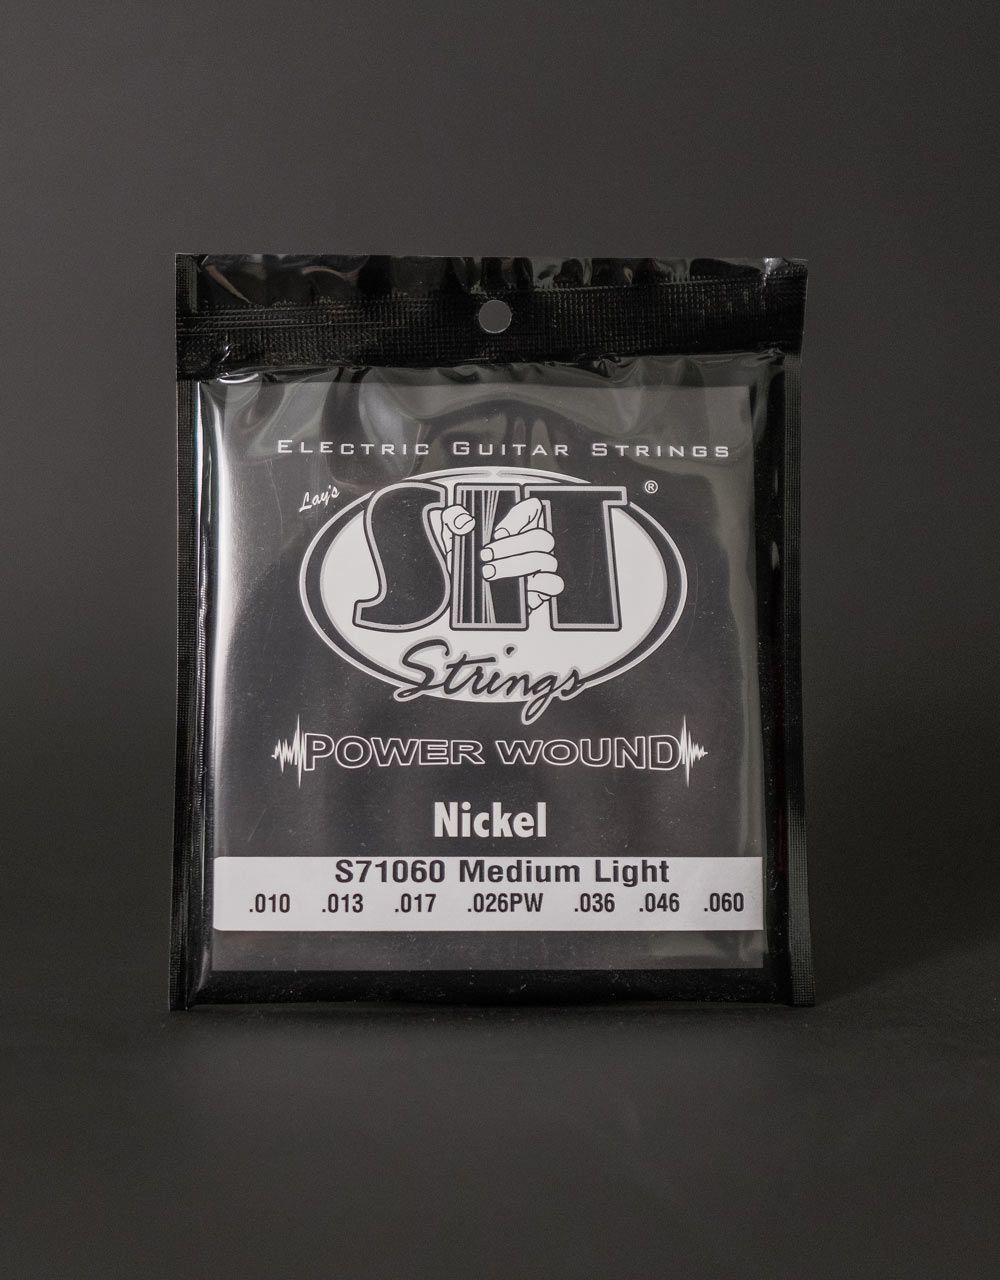 ELECTRIC GUITAR STRINGS
Lay's
SIT ®
Strings
POWER WOUND
Nickel
S71060 Medium Light
.010 .013 .017 .026PW .036 .046 .060